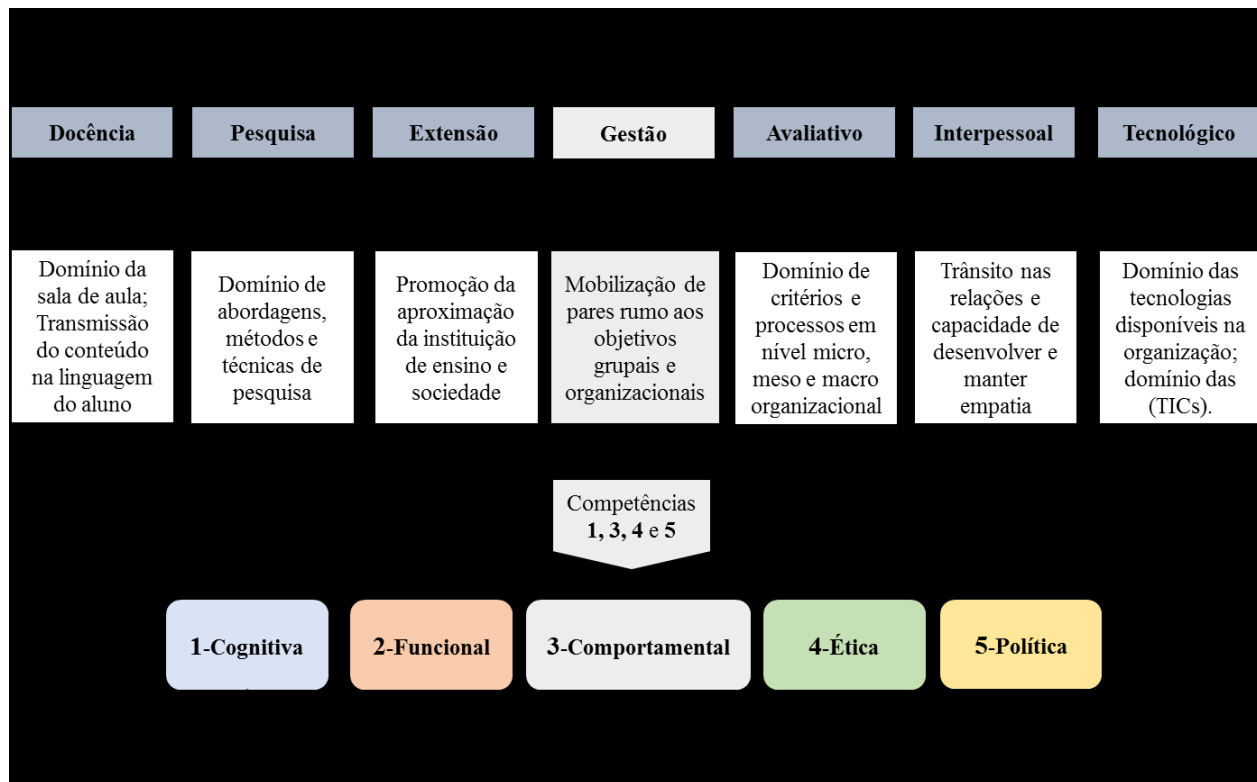 Docência
Pesquisa
Extensão
Gestão
Avaliativo
Interpessoal
Tecnológico
Domínio da
sala de aula;
Transmissão
do conteúdo
na linguagem
do aluno
Domínio de
abordagens,
métodos e
técnicas de
pesquisa
Promoção da
aproximação
da instituição
de ensino e
sociedade
Mobilização de
pares rumo aos
objetivos
grupais e
organizacionais
Domínio de
critérios e
processos em
nível micro,
meso e macro
organizacional
Trânsito nas
relações e
capacidade de
desenvolver e
manter
empatia
Domínio das
tecnologias
disponíveis na
organização;
domínio das
(TICs).
Competências
1, 3, 4 e 5
1-Cognitiva
2-Funcional
3-Comportamental
4-Ética
5-Política